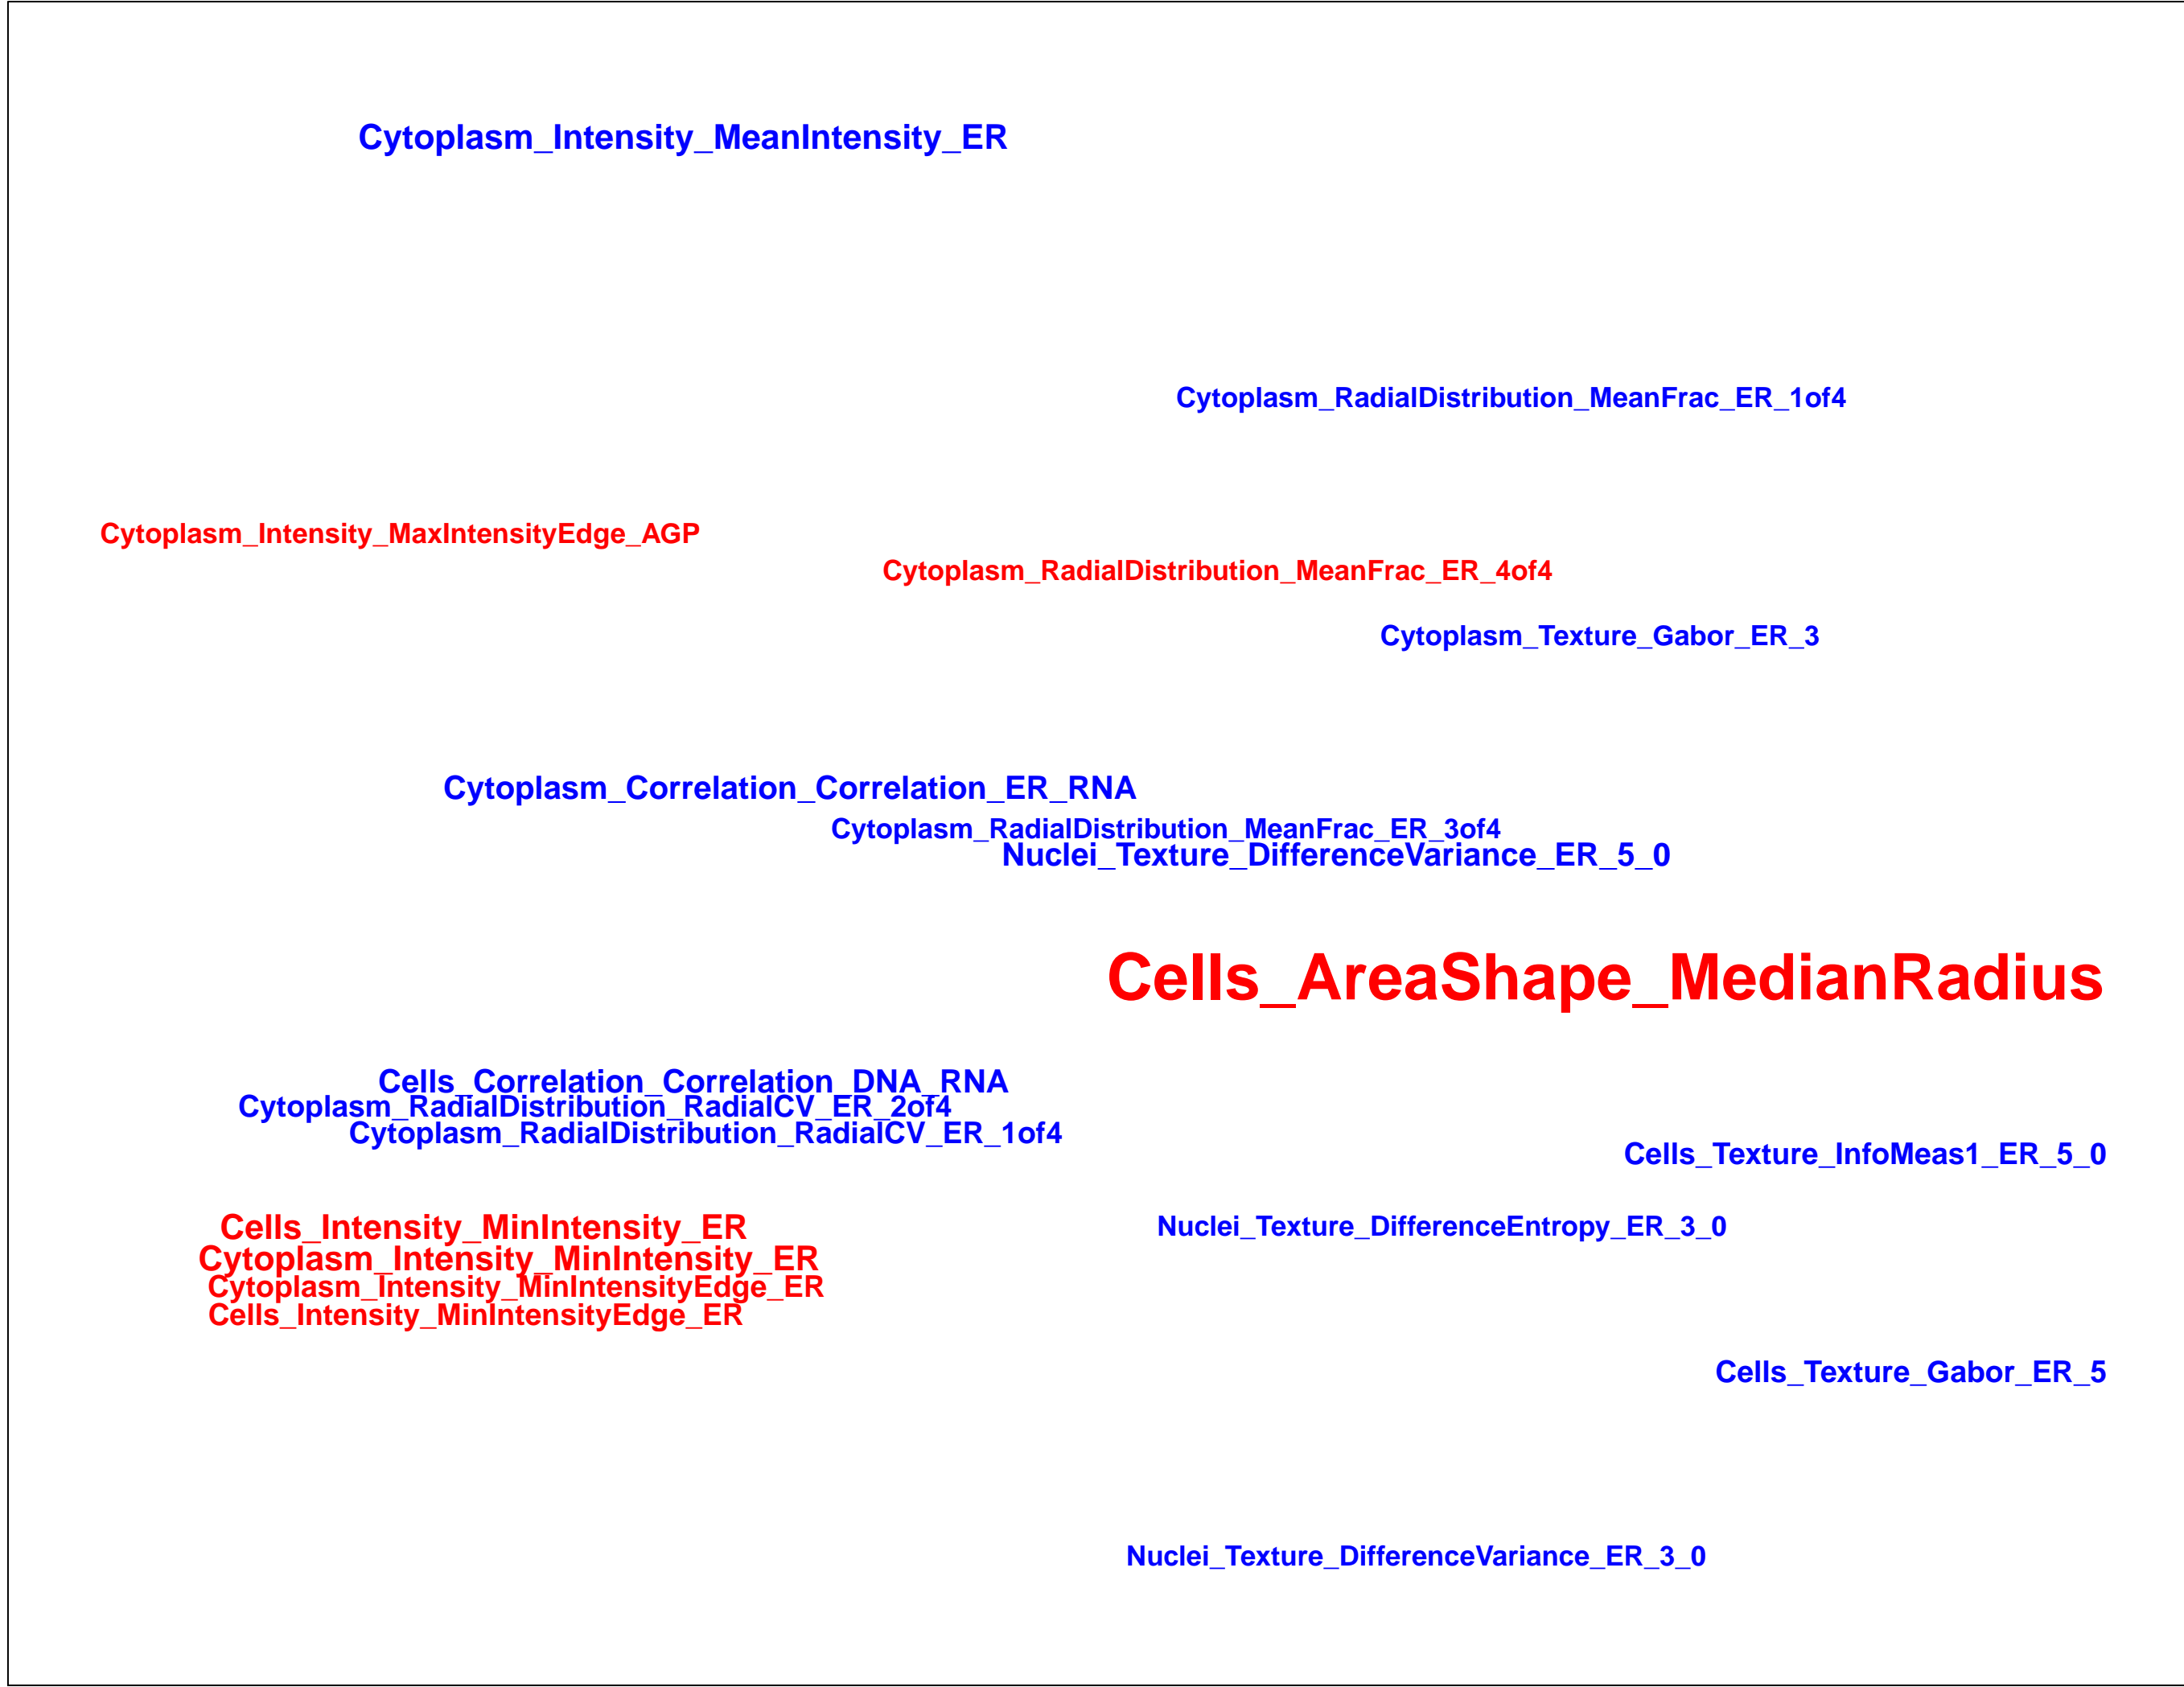 Cytoplasm_Intensity_MeanIntensity_ER
Cytoplasm_RadialDistribution_MeanFrac_ER_1of4
Cytoplasm_Intensity_MaxIntensityEdge_AGP
Cytoplasm_RadialDistribution_MeanFrac_ER_4of4
Cytoplasm_Texture_Gabor_ER_3
Cytoplasm_Correlation_Correlation_ER_RNA
Cytoplasm_RadialDistribution_MeanFrac_ER_3of4
Nuclei_Texture_DifferenceVariance_ER_5_0
Cells_AreaShape_MedianRadius
Cells_Correlation_Correlation_DNA_RNA
Cytoplasm_RadialDistribution_RadialCV_ER_2of4
Cytoplasm_RadialDistribution_RadialCV_ER_1of4
Cells_Texture_InfoMeas1_ER_5_0
Cells_Intensity_MinIntensity_ER
Nuclei_Texture_DifferenceEntropy_ER_3_0
Cytoplasm_Intensity_MinIntensity_ER
Cytoplasm_Intensity_MinIntensityEdge_ER
Cells_Intensity_MinIntensityEdge_ER
Cells_Texture_Gabor_ER_5
Nuclei_Texture_DifferenceVariance_ER_3_0